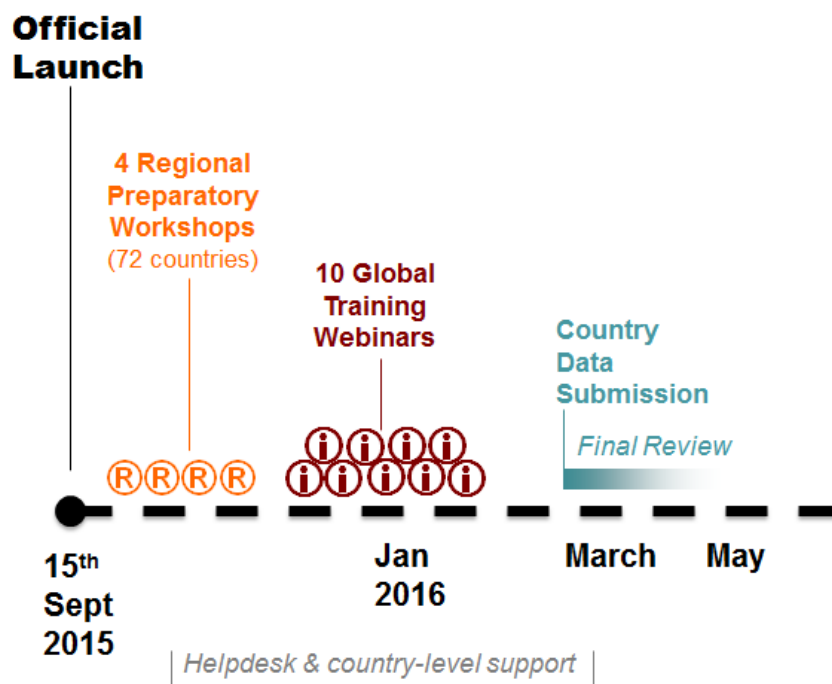 Official
Launch
4 Regional
Preparatory
Workshops
(72 countries)
10 Global
Training
Webinars
Country
Data
Submission
Final Review
i i i i
R R R R
i i i i i
15th
Sept
2015
Jan
2016
March
May
Helpdesk & country-level support